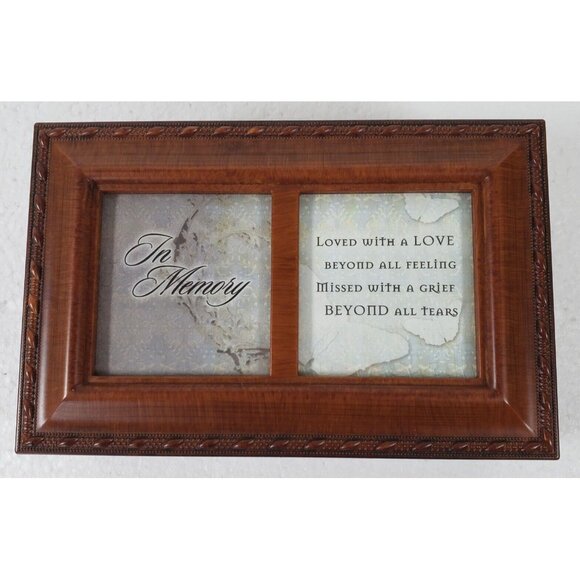 In
Memory
Loved with a LOVE
beyond all feeling
Missed with a grief
BEYOND all tears